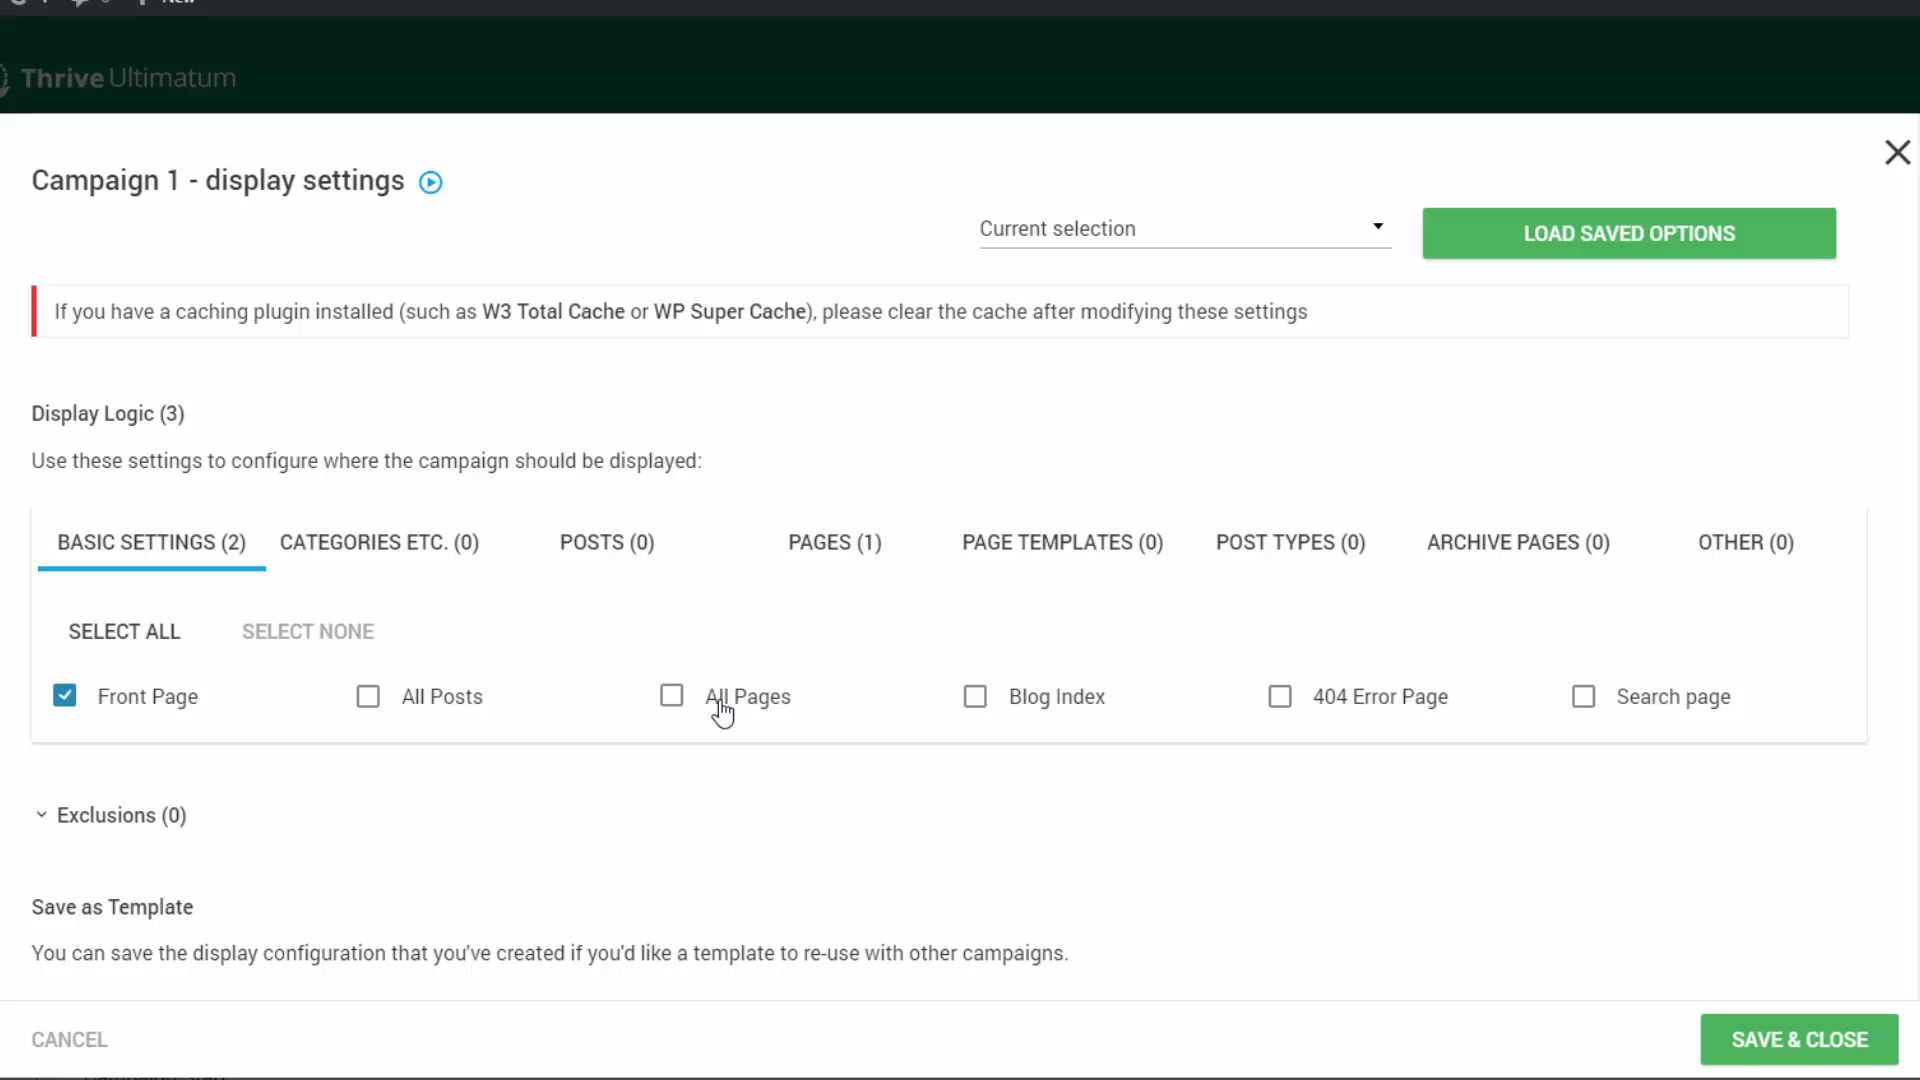 New
Thrive Ultimatum
Campaign 1 - display settings
Current selection
LOAD SAVED OPTIONS
If you have a caching plugin installed (such as W3 Total Cache or WP Super Cache), please clear the cache after modifying these settings
Display Logic (3)
Use these settings to configure where the campaign should be displayed:
BASIC SETTINGS (2) CATEGORIES ETC. (0) POSTS (0) PAGES (1) PAGE TEMPLATES (0) POST TYPES (0) ARCHIVE PAGES (0) OTHER (0)
SELECT ALL SELECT NONE
Front Page All Posts All Pages Blog Index 404 Error Page Search page
Exclusions (0)
Save as Template
You can save the display configuration that you've created if you'd like a template to re-use with other campaigns.
CANCEL SAVE & CLOSE